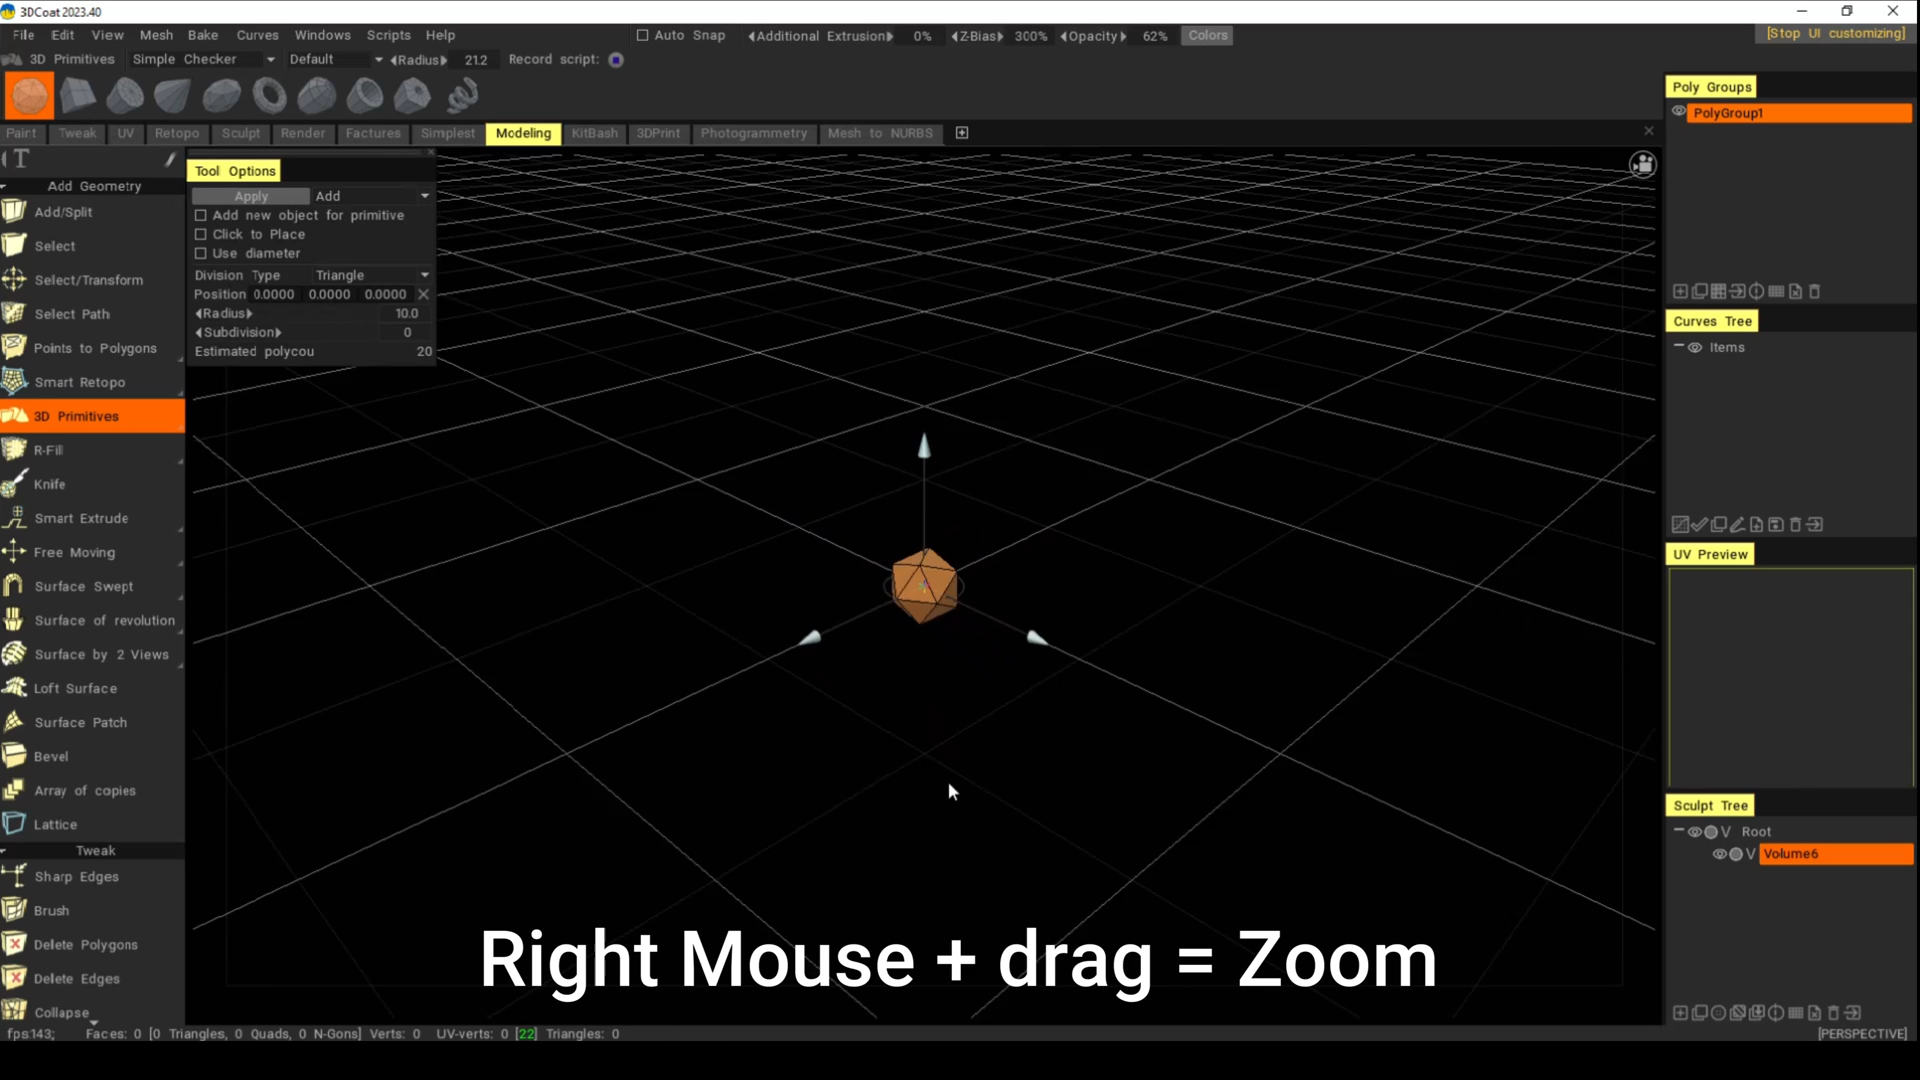 3DCoat 2023.40
File Edit View Mesh Bake Curves Windows Scripts Help Auto Snap Additional Extrusion 0% Z-Bias 300% Opacity 62% Colors [Stop UI customizing]
3D Primitives Simple Checker Default Radius 21.2 Record script:
Paint Tweak UV Retopo Sculpt Render Factures Simplest Modeling KitBash 3DPrint Photogrammetry Mesh to NURBS
T
Add Geometry
Add/Split
Select
Select/Transform
Select Path
Points to Polygons
Smart Retopo
3D Primitives
R-Fill
Knife
Smart Extrude
Free Moving
Surface Swept
Surface of revolution
Surface by 2 Views
Loft Surface
Surface Patch
Bevel
Array of copies
Lattice
Tweak
Sharp Edges
Brush
Delete Polygons
Delete Edges
Collapse
Tool Options
Apply Add
Add new object for primitive
Click to Place
Use diameter
Division Type Triangle
Position 0.0000 0.0000 0.0000
Radius 10.0
Subdivision 0
Estimated polycou 20
Poly Groups
PolyGroup1
Curves Tree
Items
UV Preview
Sculpt Tree
V Root
V Volume6
Right Mouse + drag = Zoom
fps:143; Faces: 0 [0 Triangles, 0 Quads, 0 N-Gons] Verts: 0 UV-verts: 0 [22] Triangles: 0 [PERSPECTIVE]